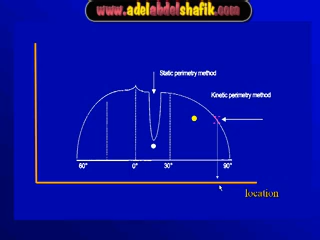 www.adelabdelshafik.com
Static perimetry method
Kinetic perimetry method
60° 0° 30° 90°
location